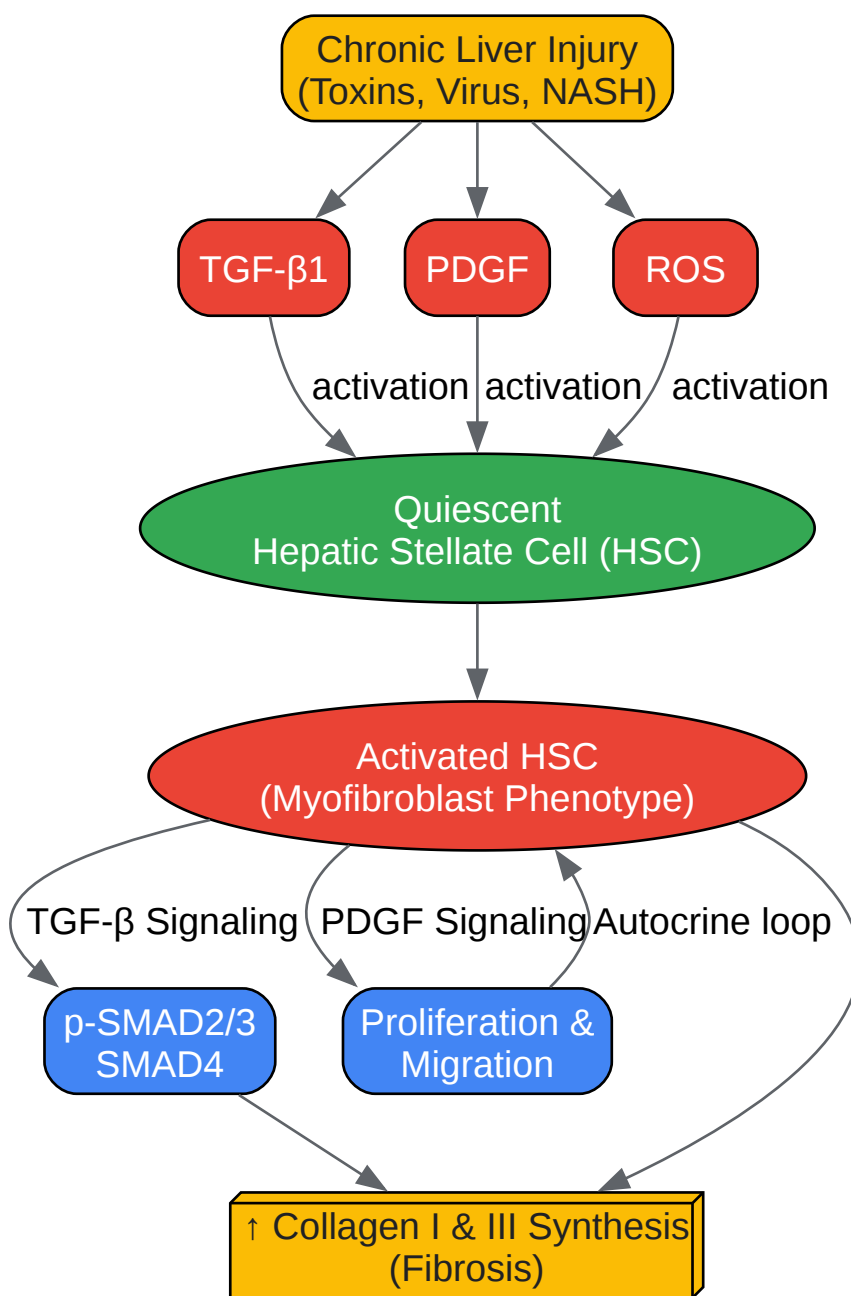 Chronic Liver Injury
(Toxins, Virus, NASH)
TGF-β1
PDGF
ROS
activation
activation
activation
Quiescent
Hepatic Stellate Cell (HSC)
Activated HSC
(Myofibroblast Phenotype)
TGF-β Signaling
PDGF Signaling
Autocrine loop
p-SMAD2/3
SMAD4
Proliferation &
Migration
↑ Collagen I & III Synthesis
(Fibrosis)